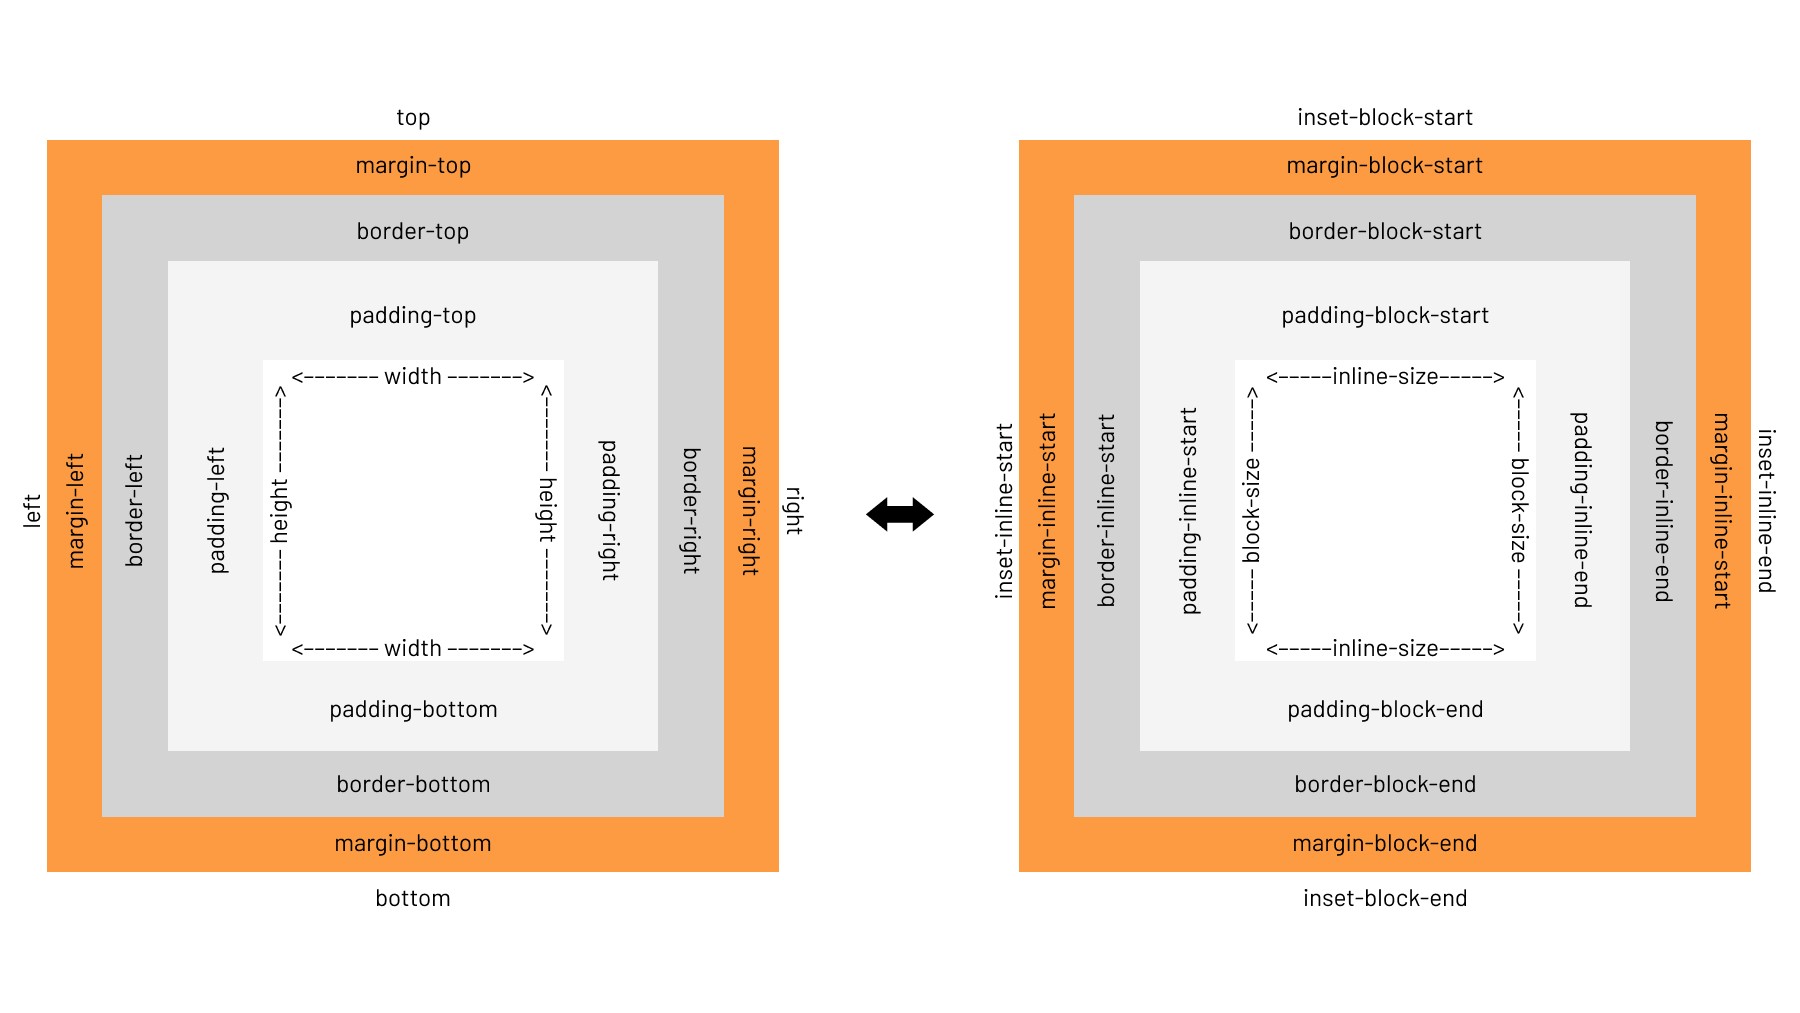 top
margin-top
border-top
padding-top
<------- width ------->
left
margin-left
border-left
padding-left
<------- height ------->
<------- height ------->
padding-right
border-right
margin-right
right
<------- width ------->
padding-bottom
border-bottom
margin-bottom
bottom
inset-block-start
margin-block-start
border-block-start
padding-block-start
<-----inline-size----->
inset-inline-start
margin-inline-start
border-inline-start
padding-inline-start
<----- block-size ----->
<----- block-size ----->
padding-inline-end
border-inline-end
margin-inline-start
inset-inline-end
<-----inline-size----->
padding-block-end
border-block-end
margin-block-end
inset-block-end